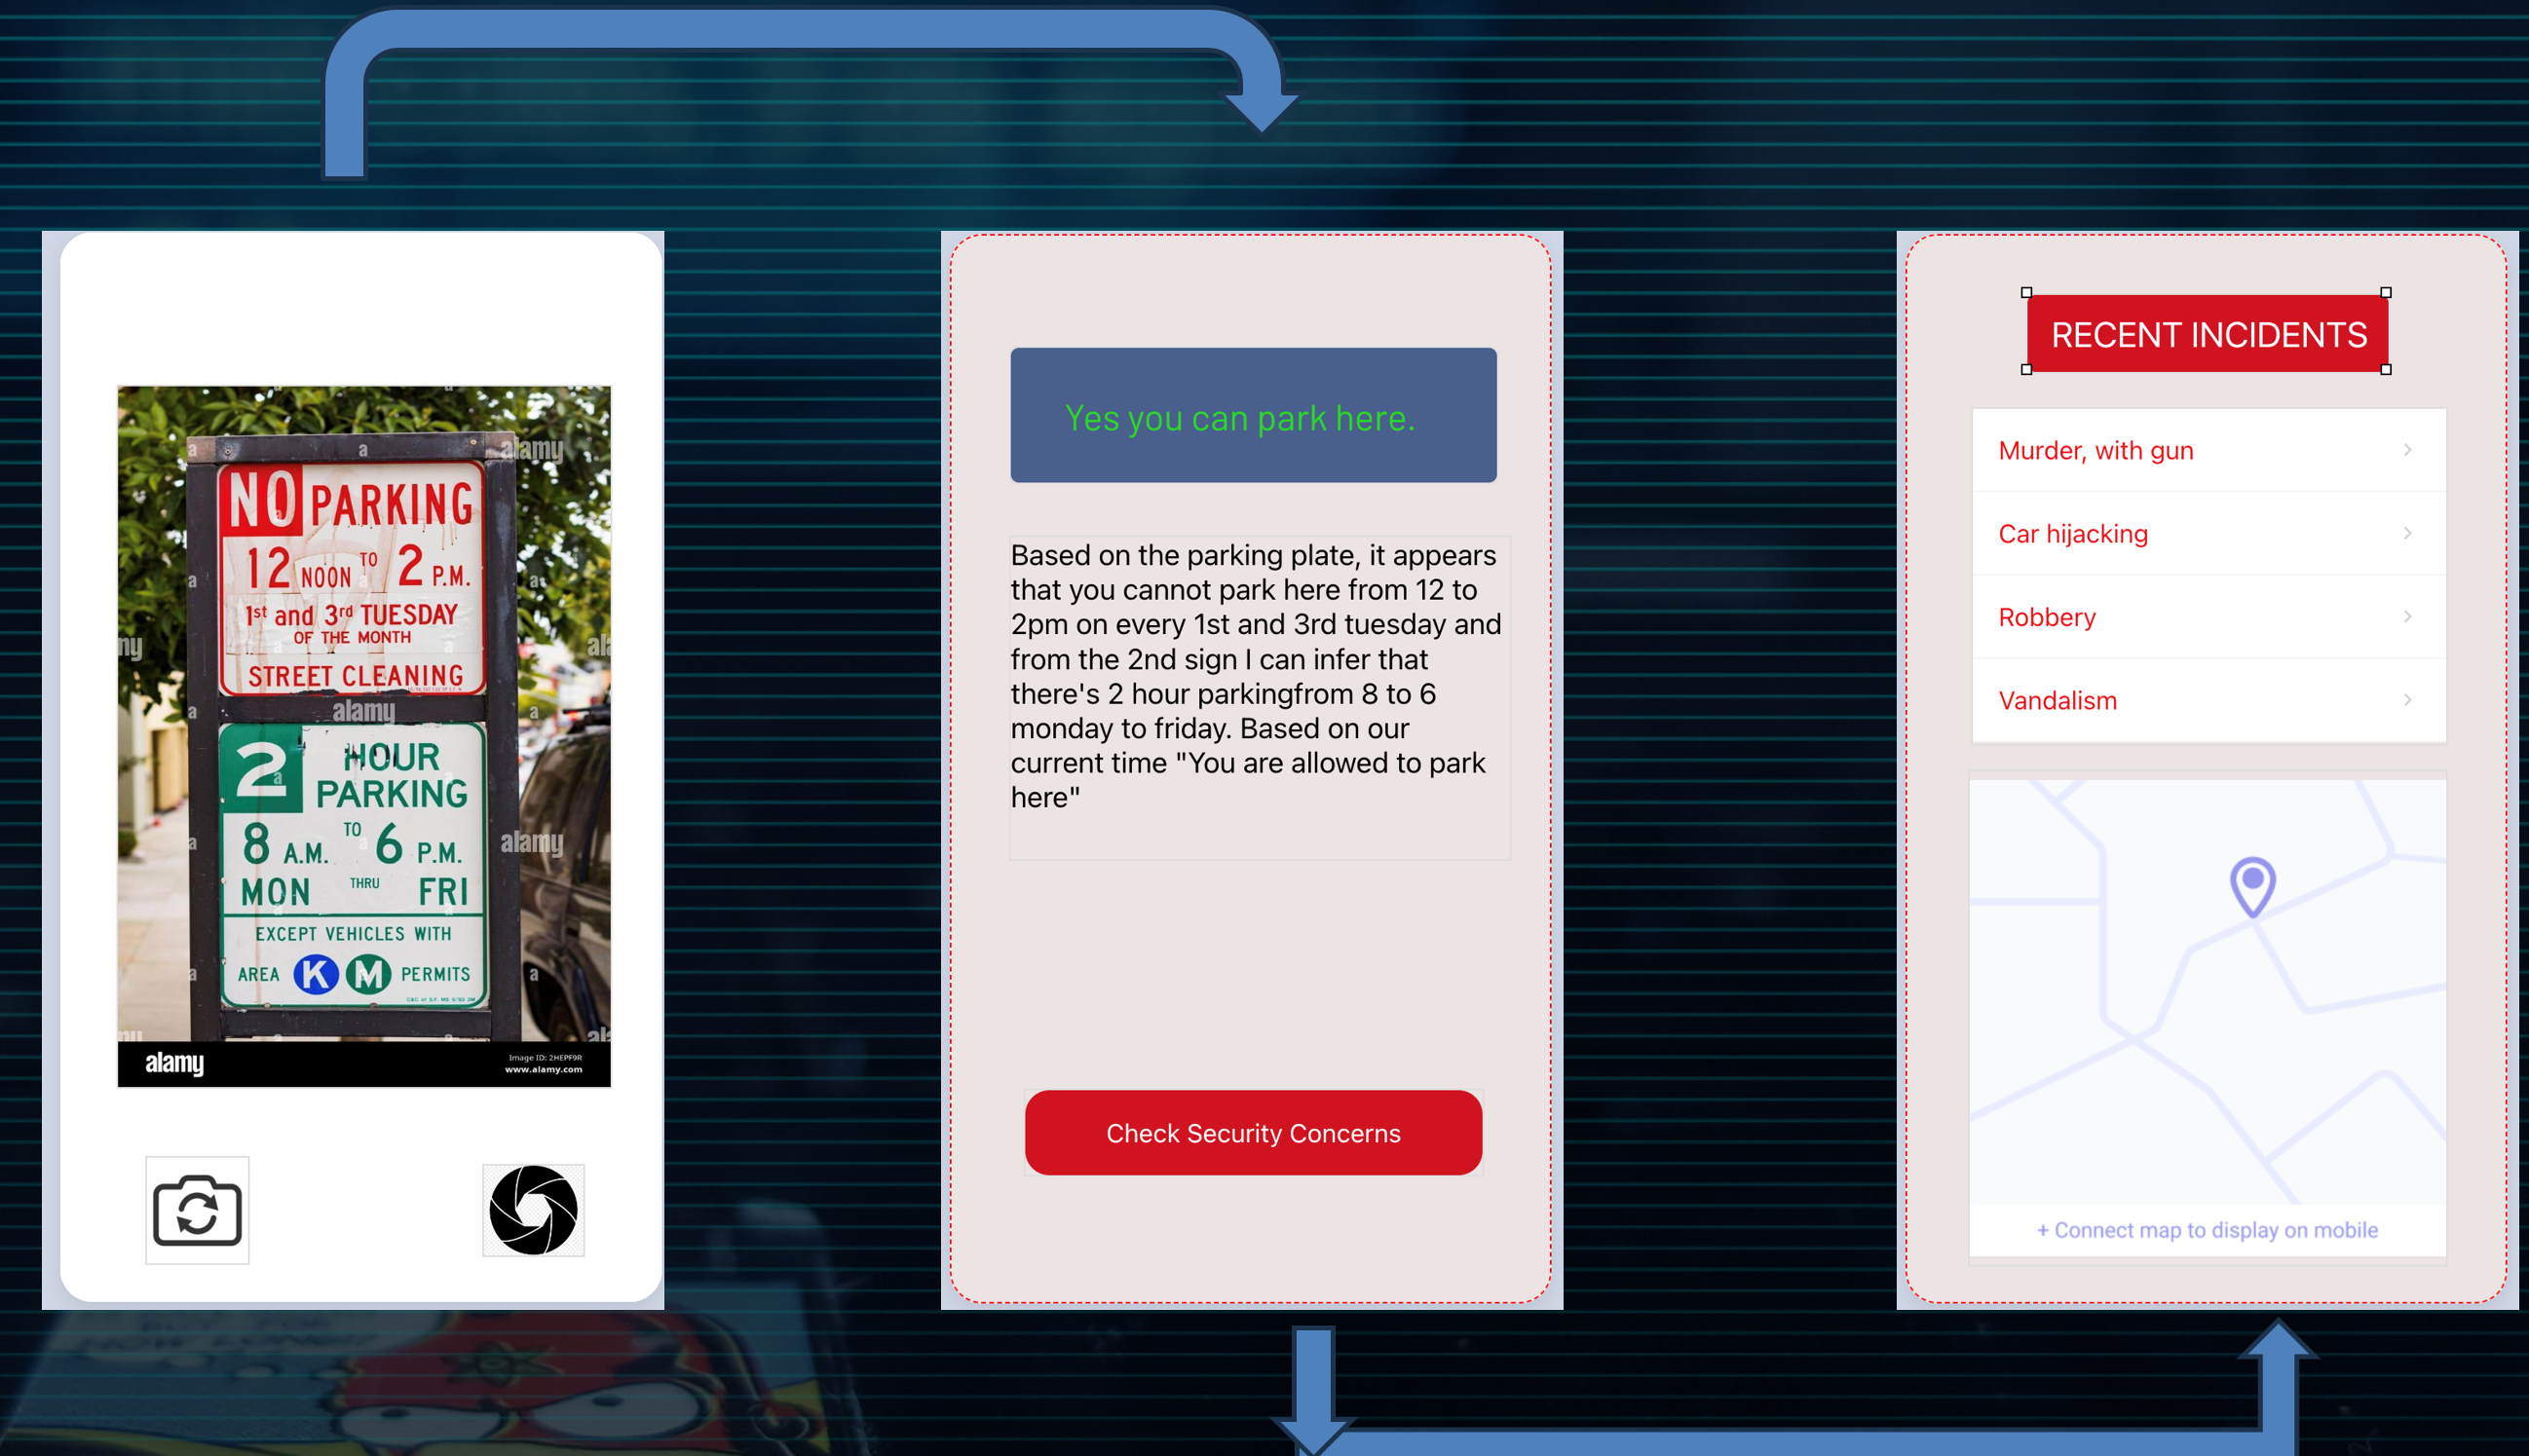 NO PARKING
12 NOON TO 2 P.M.
1st and 3rd TUESDAY
OF THE MONTH
STREET CLEANING
2 HOUR
PARKING
8 A.M. TO 6 P.M.
MON THRU FRI
EXCEPT VEHICLES WITH
AREA K M PERMITS
alamy
alamy
alamy
alamy
Image ID: 2HEPF9R
www.alamy.com
Yes you can park here.
Based on the parking plate, it appears
that you cannot park here from 12 to
2pm on every 1st and 3rd tuesday and
from the 2nd sign I can infer that
there's 2 hour parkingfrom 8 to 6
monday to friday. Based on our
current time "You are allowed to park
here"
Check Security Concerns
RECENT INCIDENTS
Murder, with gun
Car hijacking
Robbery
Vandalism
+ Connect map to display on mobile